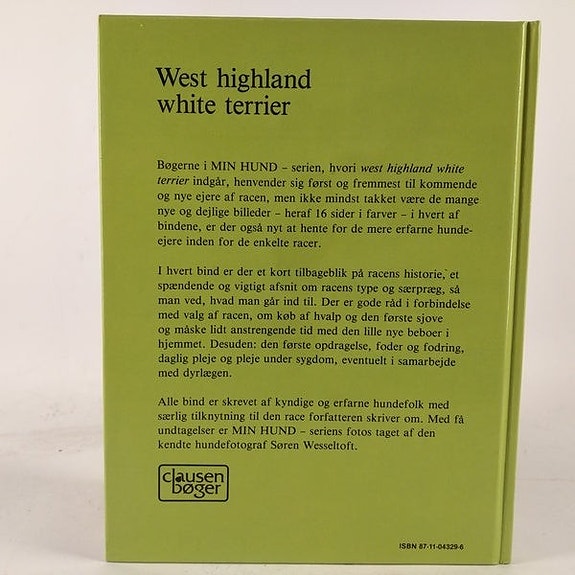 West highland
white terrier
Bøgerne i MIN HUND – serien, hvori west highland white
terrier indgår, henvender sig først og fremmest til kommende
og nye ejere af racen, men ikke mindst takket være de mange
nye og dejlige billeder – heraf 16 sider i farver – i hvert af
bindene, er der også nyt at hente for de mere erfarne hunde-
ejere inden for de enkelte racer.
I hvert bind er der et kort tilbageblik på racens historie, et
spændende og vigtigt afsnit om racens type og særpræg, så
man ved, hvad man går ind til. Der er gode råd i forbindelse
med valg af racen, om køb af hvalp og den første sjove
og måske lidt anstrengende tid med den lille nye beboer i
hjemmet. Desuden: den første opdragelse, foder og fodring,
daglig pleje og pleje under sygdom, eventuelt i samarbejde
med dyrlægen.
Alle bind er skrevet af kyndige og erfarne hundefolk med
særlig tilknytning til den race forfatteren skriver om. Med få
undtagelser er MIN HUND – seriens fotos taget af den
kendte hundefotograf Søren Wesseltoft.
clausen
bøger
ISBN 87-11-04329-6